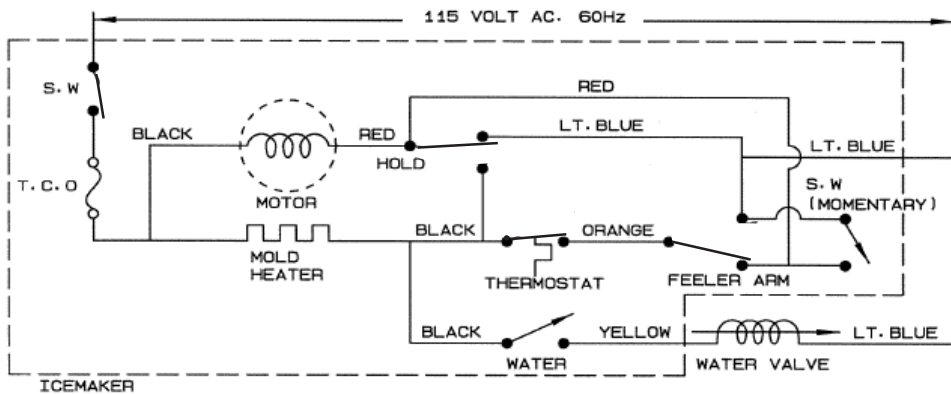 115 VOLT AC. 60Hz
S.W
RED
BLACK
RED
LT. BLUE
HOLD
LT. BLUE
T.C.O
MOTOR
S.W
(MOMENTARY)
BLACK
ORANGE
MOLD
HEATER
THERMOSTAT
FEELER ARM
BLACK
YELLOW
LT. BLUE
WATER
WATER VALVE
ICEMAKER